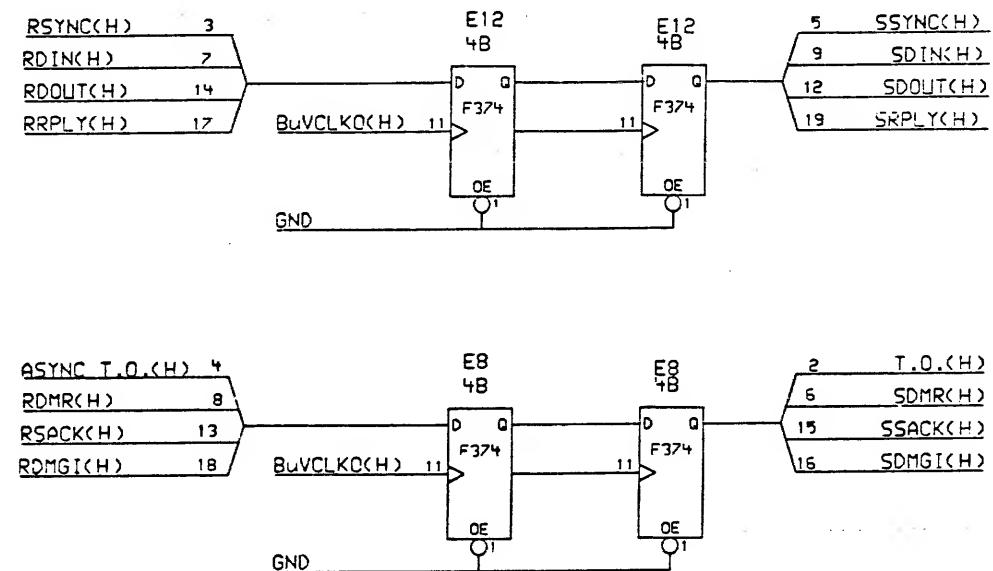 RSYNC(H) 3
RDIN(H) 7
RDOUT(H) 14
RRPLY(H) 17
E12
4B
E12
4B
5 SSYNC(H)
9 SDIN(H)
12 SDOUT(H)
19 SRPLY(H)
D Q
F374
D Q
F374
BuVCLKO(H) 11
11
OE
1
OE
1
GND
ASYNC T.O.(H) 4
RDMR(H) 8
RSACK(H) 13
RDMGI(H) 18
E8
4B
E8
4B
2 T.O.(H)
6 SDMR(H)
15 SSACK(H)
16 SDMGI(H)
D Q
F374
D Q
F374
BuVCLKO(H) 11
11
OE
1
OE
1
GND